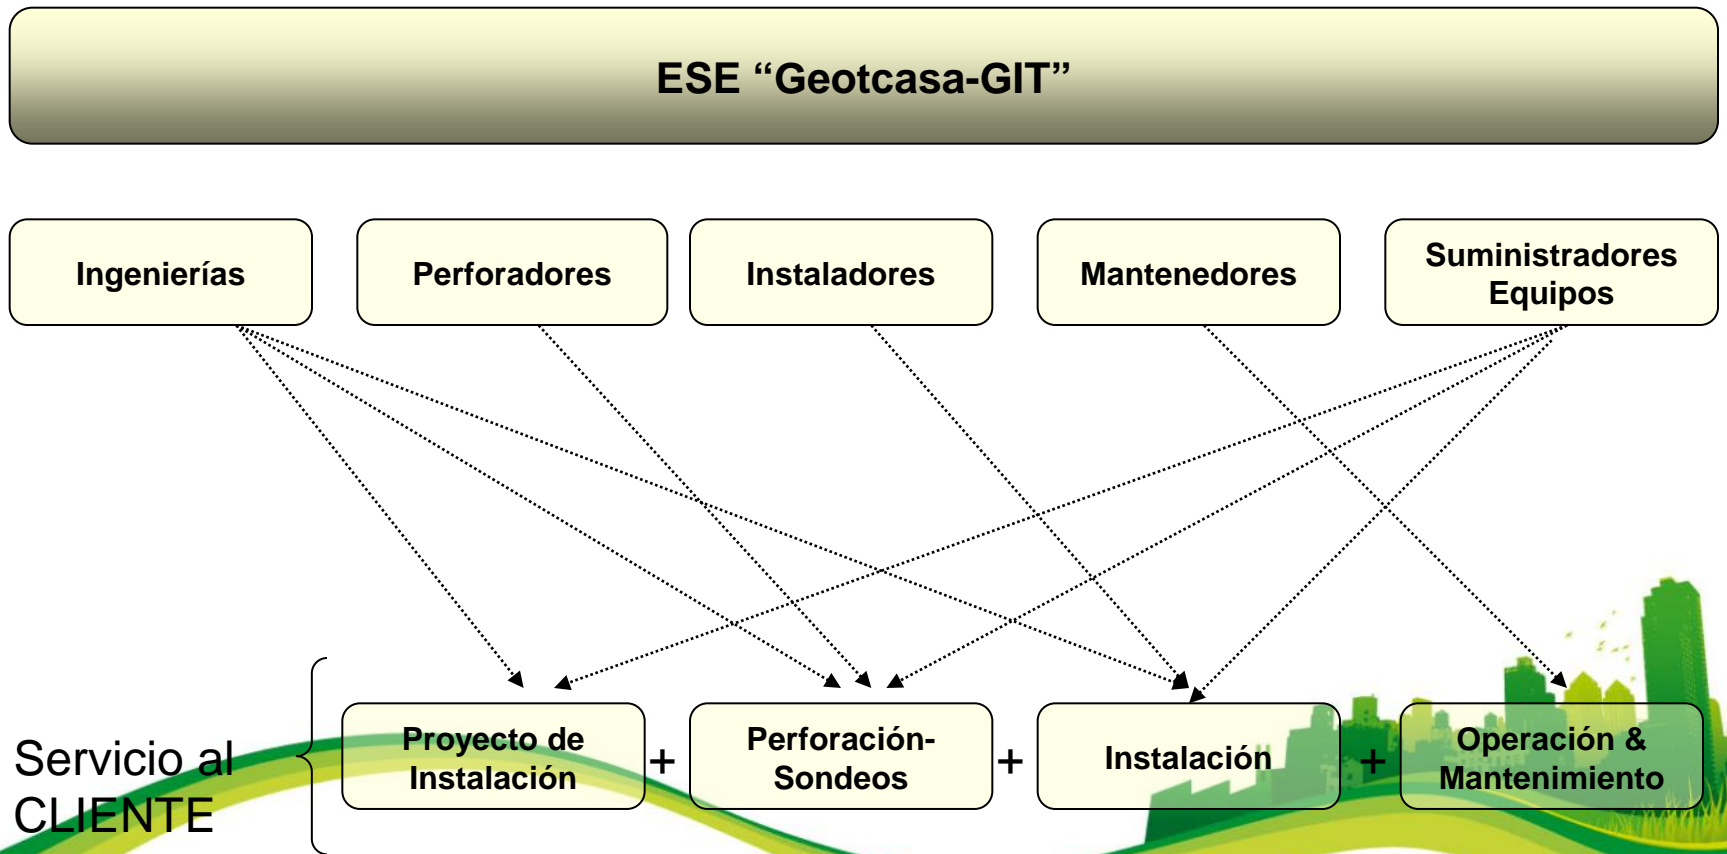 ESE “Geotcasa-GIT”
Ingenierías
Perforadores
Instaladores
Mantenedores
Suministradores
Equipos
Servicio al
CLIENTE
Proyecto de
Instalación
+
Perforación-
Sondeos
+
Instalación
+
Operación &
Mantenimiento